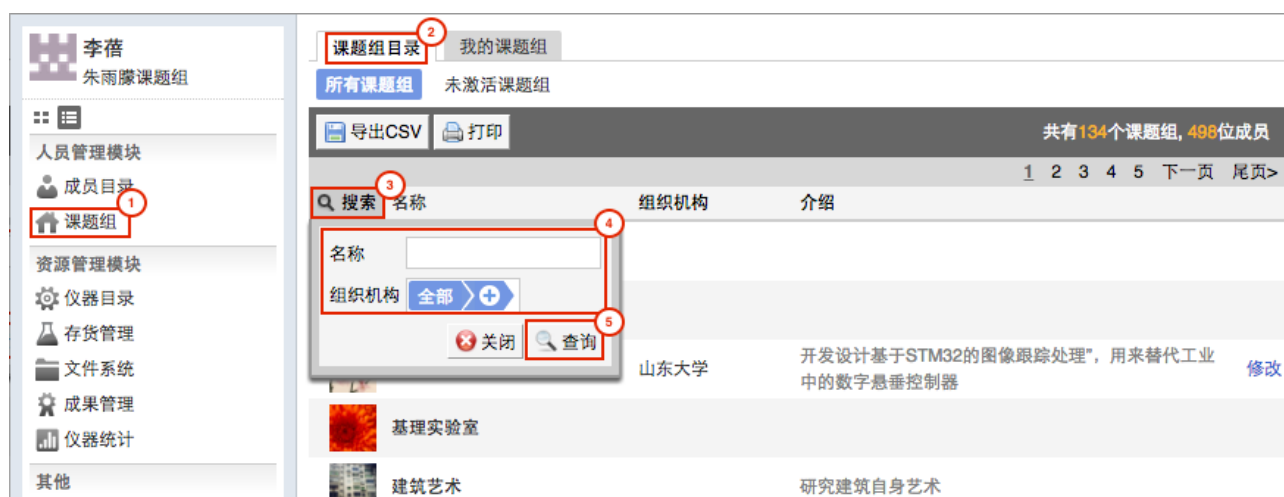 李蓓
朱雨朦课题组
人员管理模块
成员目录
1
课题组
资源管理模块
仪器目录
存货管理
文件系统
成果管理
仪器统计
其他
课题组目录 2 我的课题组
所有课题组 未激活课题组
导出CSV 打印 共有134个课题组, 498位成员
1 2 3 4 5 下一页 尾页>
3
搜索 名称 组织机构 介绍
4
名称
组织机构 全部
5
关闭 查询
山东大学 开发设计基于STM32的图像跟踪处理”，用来替代工业 修改
中的数字悬垂控制器
基理实验室
建筑艺术 研究建筑自身艺术